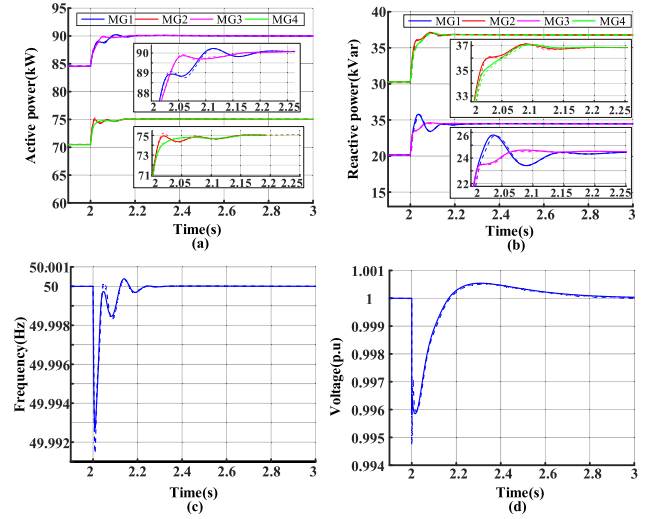 MG1 MG2 MG3 MG4
Active power(kW)
100
95
90
85
80
75
70
65
60
90
89
88
2 2.05 2.1 2.15 2.2 2.25
75
73
71
2 2.05 2.1 2.15 2.2 2.25
2 2.2 2.4 2.6 2.8 3
Time(s)
(a)
MG1 MG2 MG3 MG4
Reactive power(kVar)
40
35
30
25
20
15
37
35
33
2 2.05 2.1 2.15 2.2 2.25
26
24
22
2 2.05 2.1 2.15 2.2 2.25
2 2.2 2.4 2.6 2.8 3
Time(s)
(b)
Frequency(Hz)
50.001
50
49.998
49.996
49.994
49.992
2 2.2 2.4 2.6 2.8 3
Time(s)
(c)
Voltage(p.u)
1.001
1
0.999
0.998
0.997
0.996
0.995
0.994
2 2.2 2.4 2.6 2.8 3
Time(s)
(d)